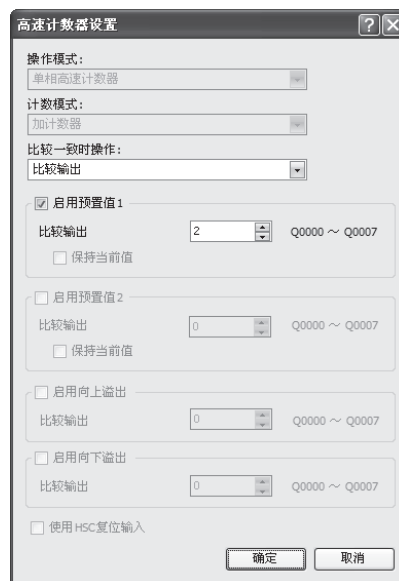 高速计数器设置
操作模式:
单相高速计数器
计数模式:
加计数器
比较一致时操作:
比较输出
启用预置值1
比较输出 2 Q0000 ～ Q0007
保持当前值
启用预置值2
比较输出 0 Q0000 ～ Q0007
保持当前值
启用向上溢出
比较输出 0 Q0000 ～ Q0007
启用向下溢出
比较输出 0 Q0000 ～ Q0007
使用HSC复位输入
确定 取消